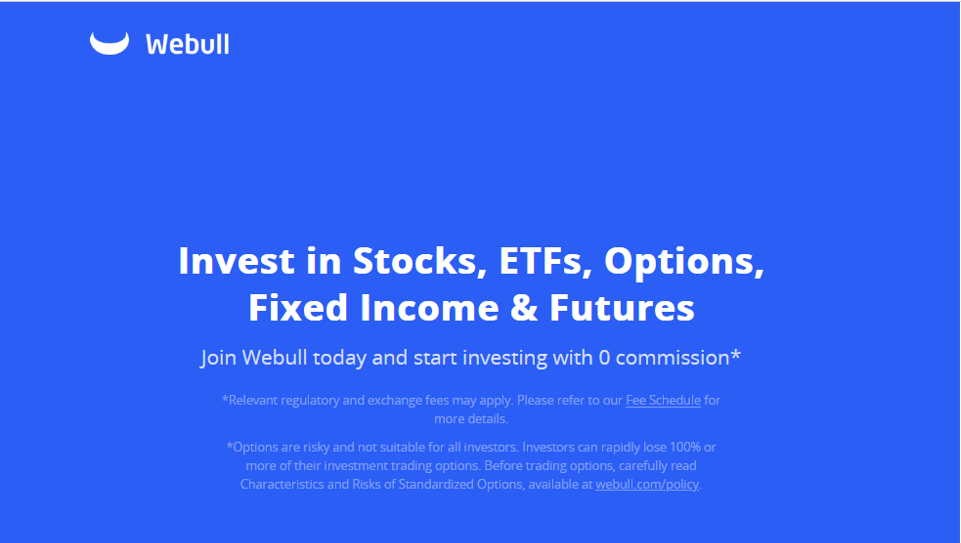 Webull
Invest in Stocks, ETFs, Options,
Fixed Income & Futures
Join Webull today and start investing with 0 commission*
*Relevant regulatory and exchange fees may apply. Please refer to our Fee Schedule for
more details.
*Options are risky and not suitable for all investors. Investors can rapidly lose 100% or
more of their investment trading options. Before trading options, carefully read
Characteristics and Risks of Standardized Options, available at webull.com/policy.